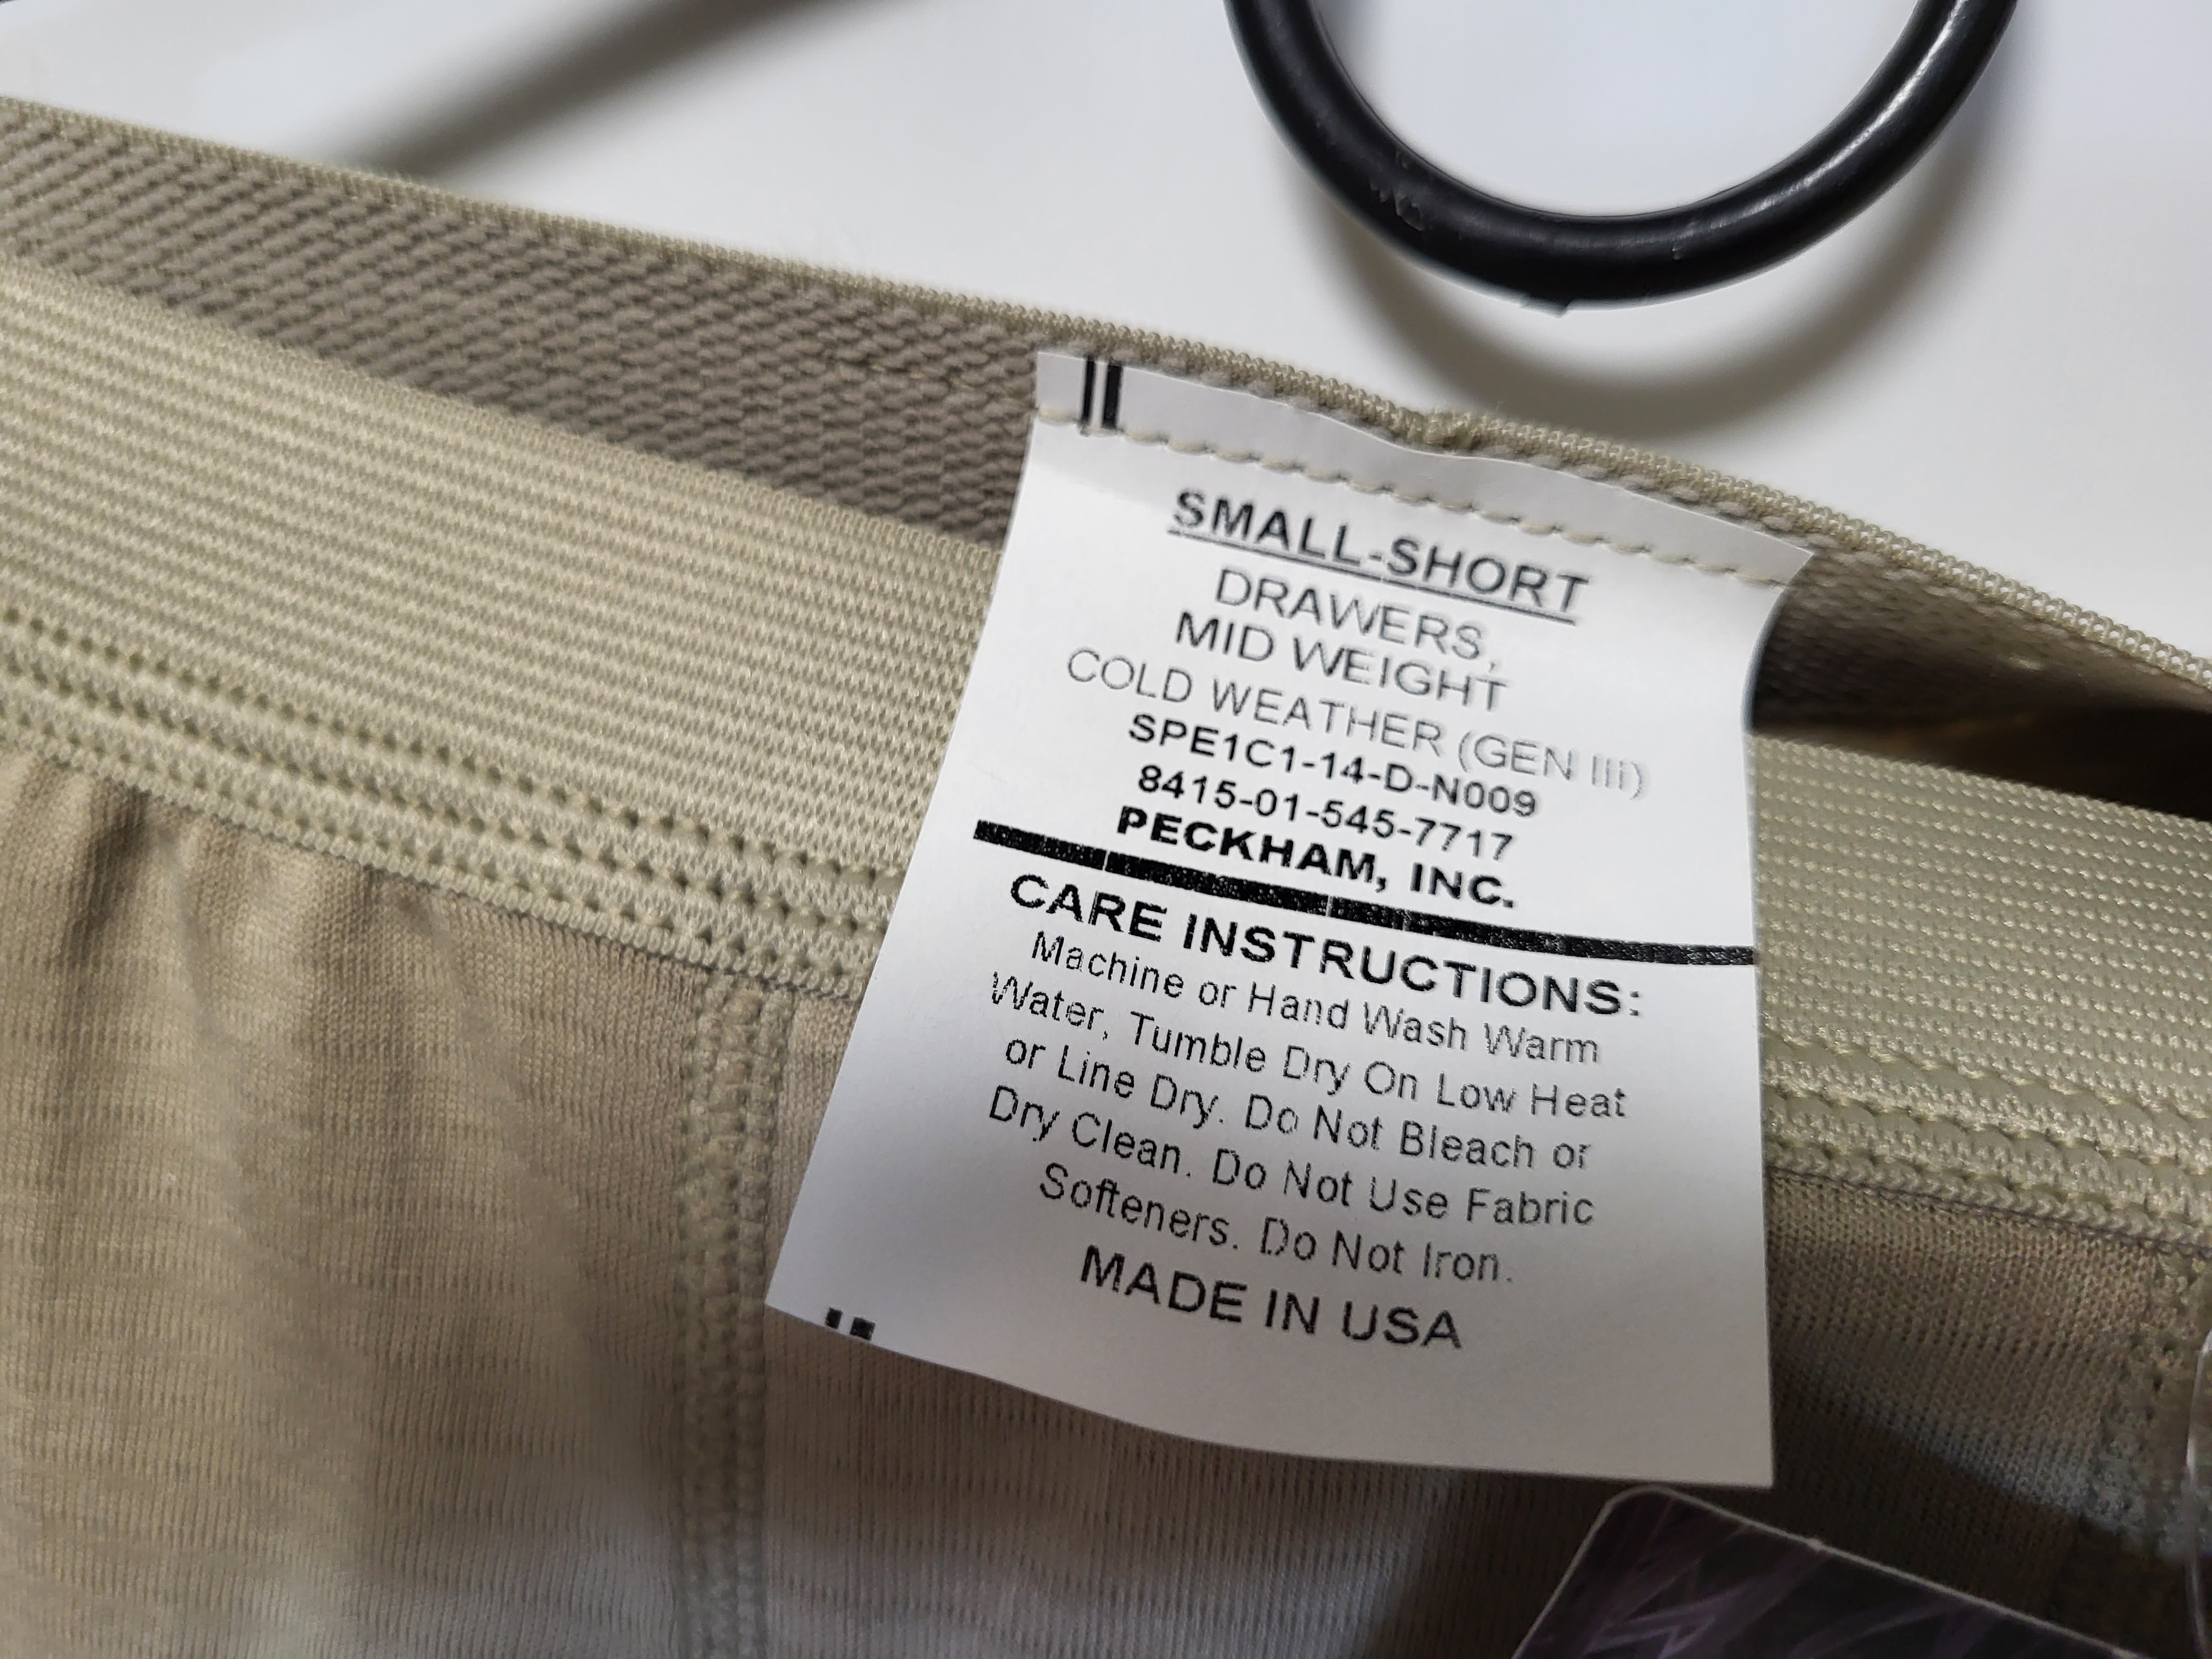 SMALL-SHORT
DRAWERS,
MID WEIGHT
COLD WEATHER (GEN III)
SPE1C1-14-D-N009
8415-01-545-7717
PECKHAM, INC.
CARE INSTRUCTIONS:
Machine or Hand Wash Warm
Water, Tumble Dry On Low Heat
or Line Dry. Do Not Bleach or
Dry Clean. Do Not Use Fabric
Softeners. Do Not Iron.
MADE IN USA